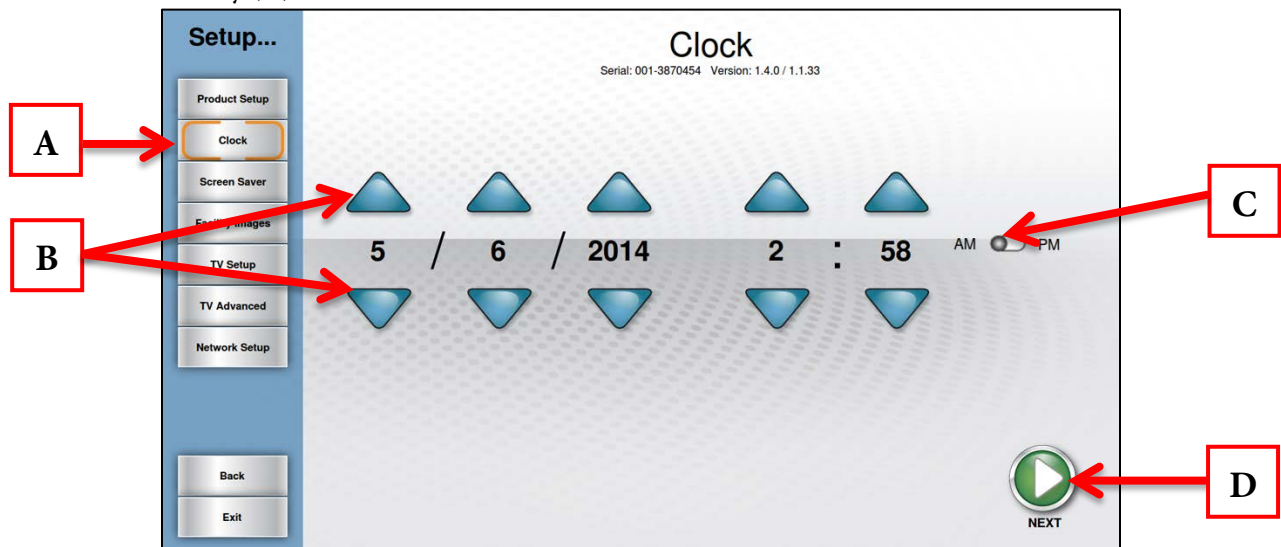 Setup...
Clock
Serial: 001-3870454 Version: 1.4.0 / 1.1.33
Product Setup
A
Clock
Screen Saver
C
Facility Images
B
5 / 6 / 2014 2 : 58 AM PM
TV Setup
TV Advanced
Network Setup
Back
D
Exit
NEXT